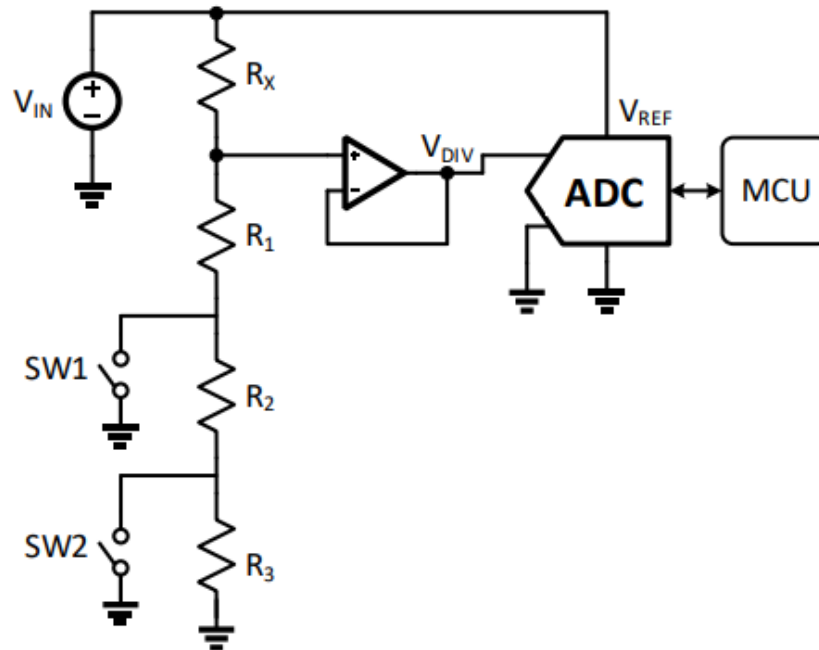 R_X
V_IN
V_REF
V_DIV
+
−
+
-
ADC
MCU
R_1
SW1
R_2
SW2
R_3